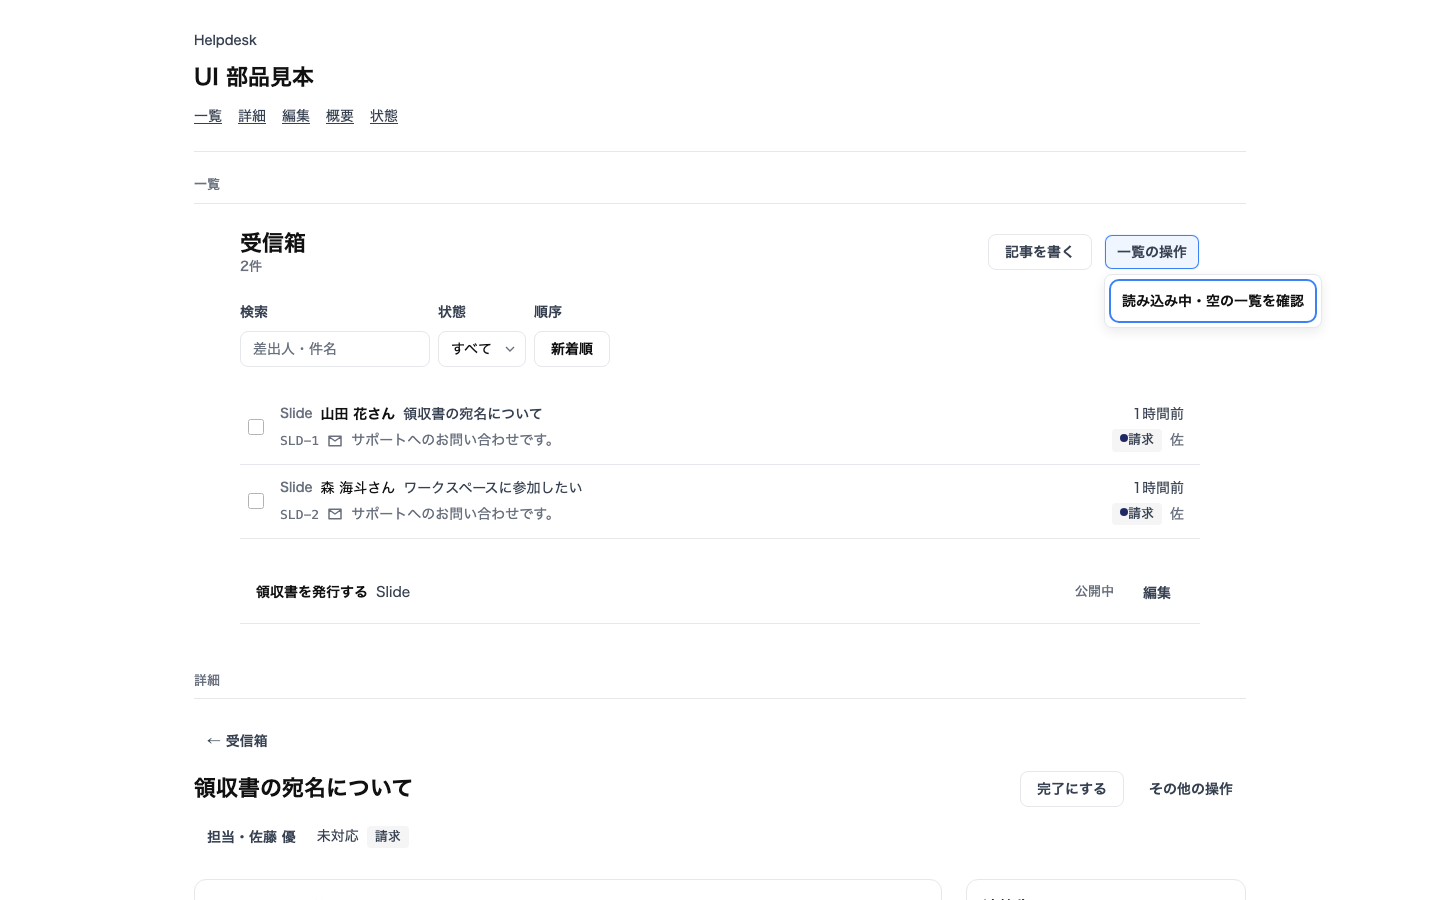 Helpdesk
UI 部品見本
一覧 詳細 編集 概要 状態
一覧
受信箱
2件
記事を書く 一覧の操作
読み込み中・空の一覧を確認
検索 状態 順序
差出人・件名 すべて 新着順
Slide 山田 花さん 領収書の宛名について 1時間前
SLD-1 サポートへのお問い合わせです。 請求 佐
Slide 森 海斗さん ワークスペースに参加したい 1時間前
SLD-2 サポートへのお問い合わせです。 請求 佐
領収書を発行する Slide 公開中 編集
詳細
← 受信箱
領収書の宛名について 完了にする その他の操作
担当・佐藤 優 未対応 請求